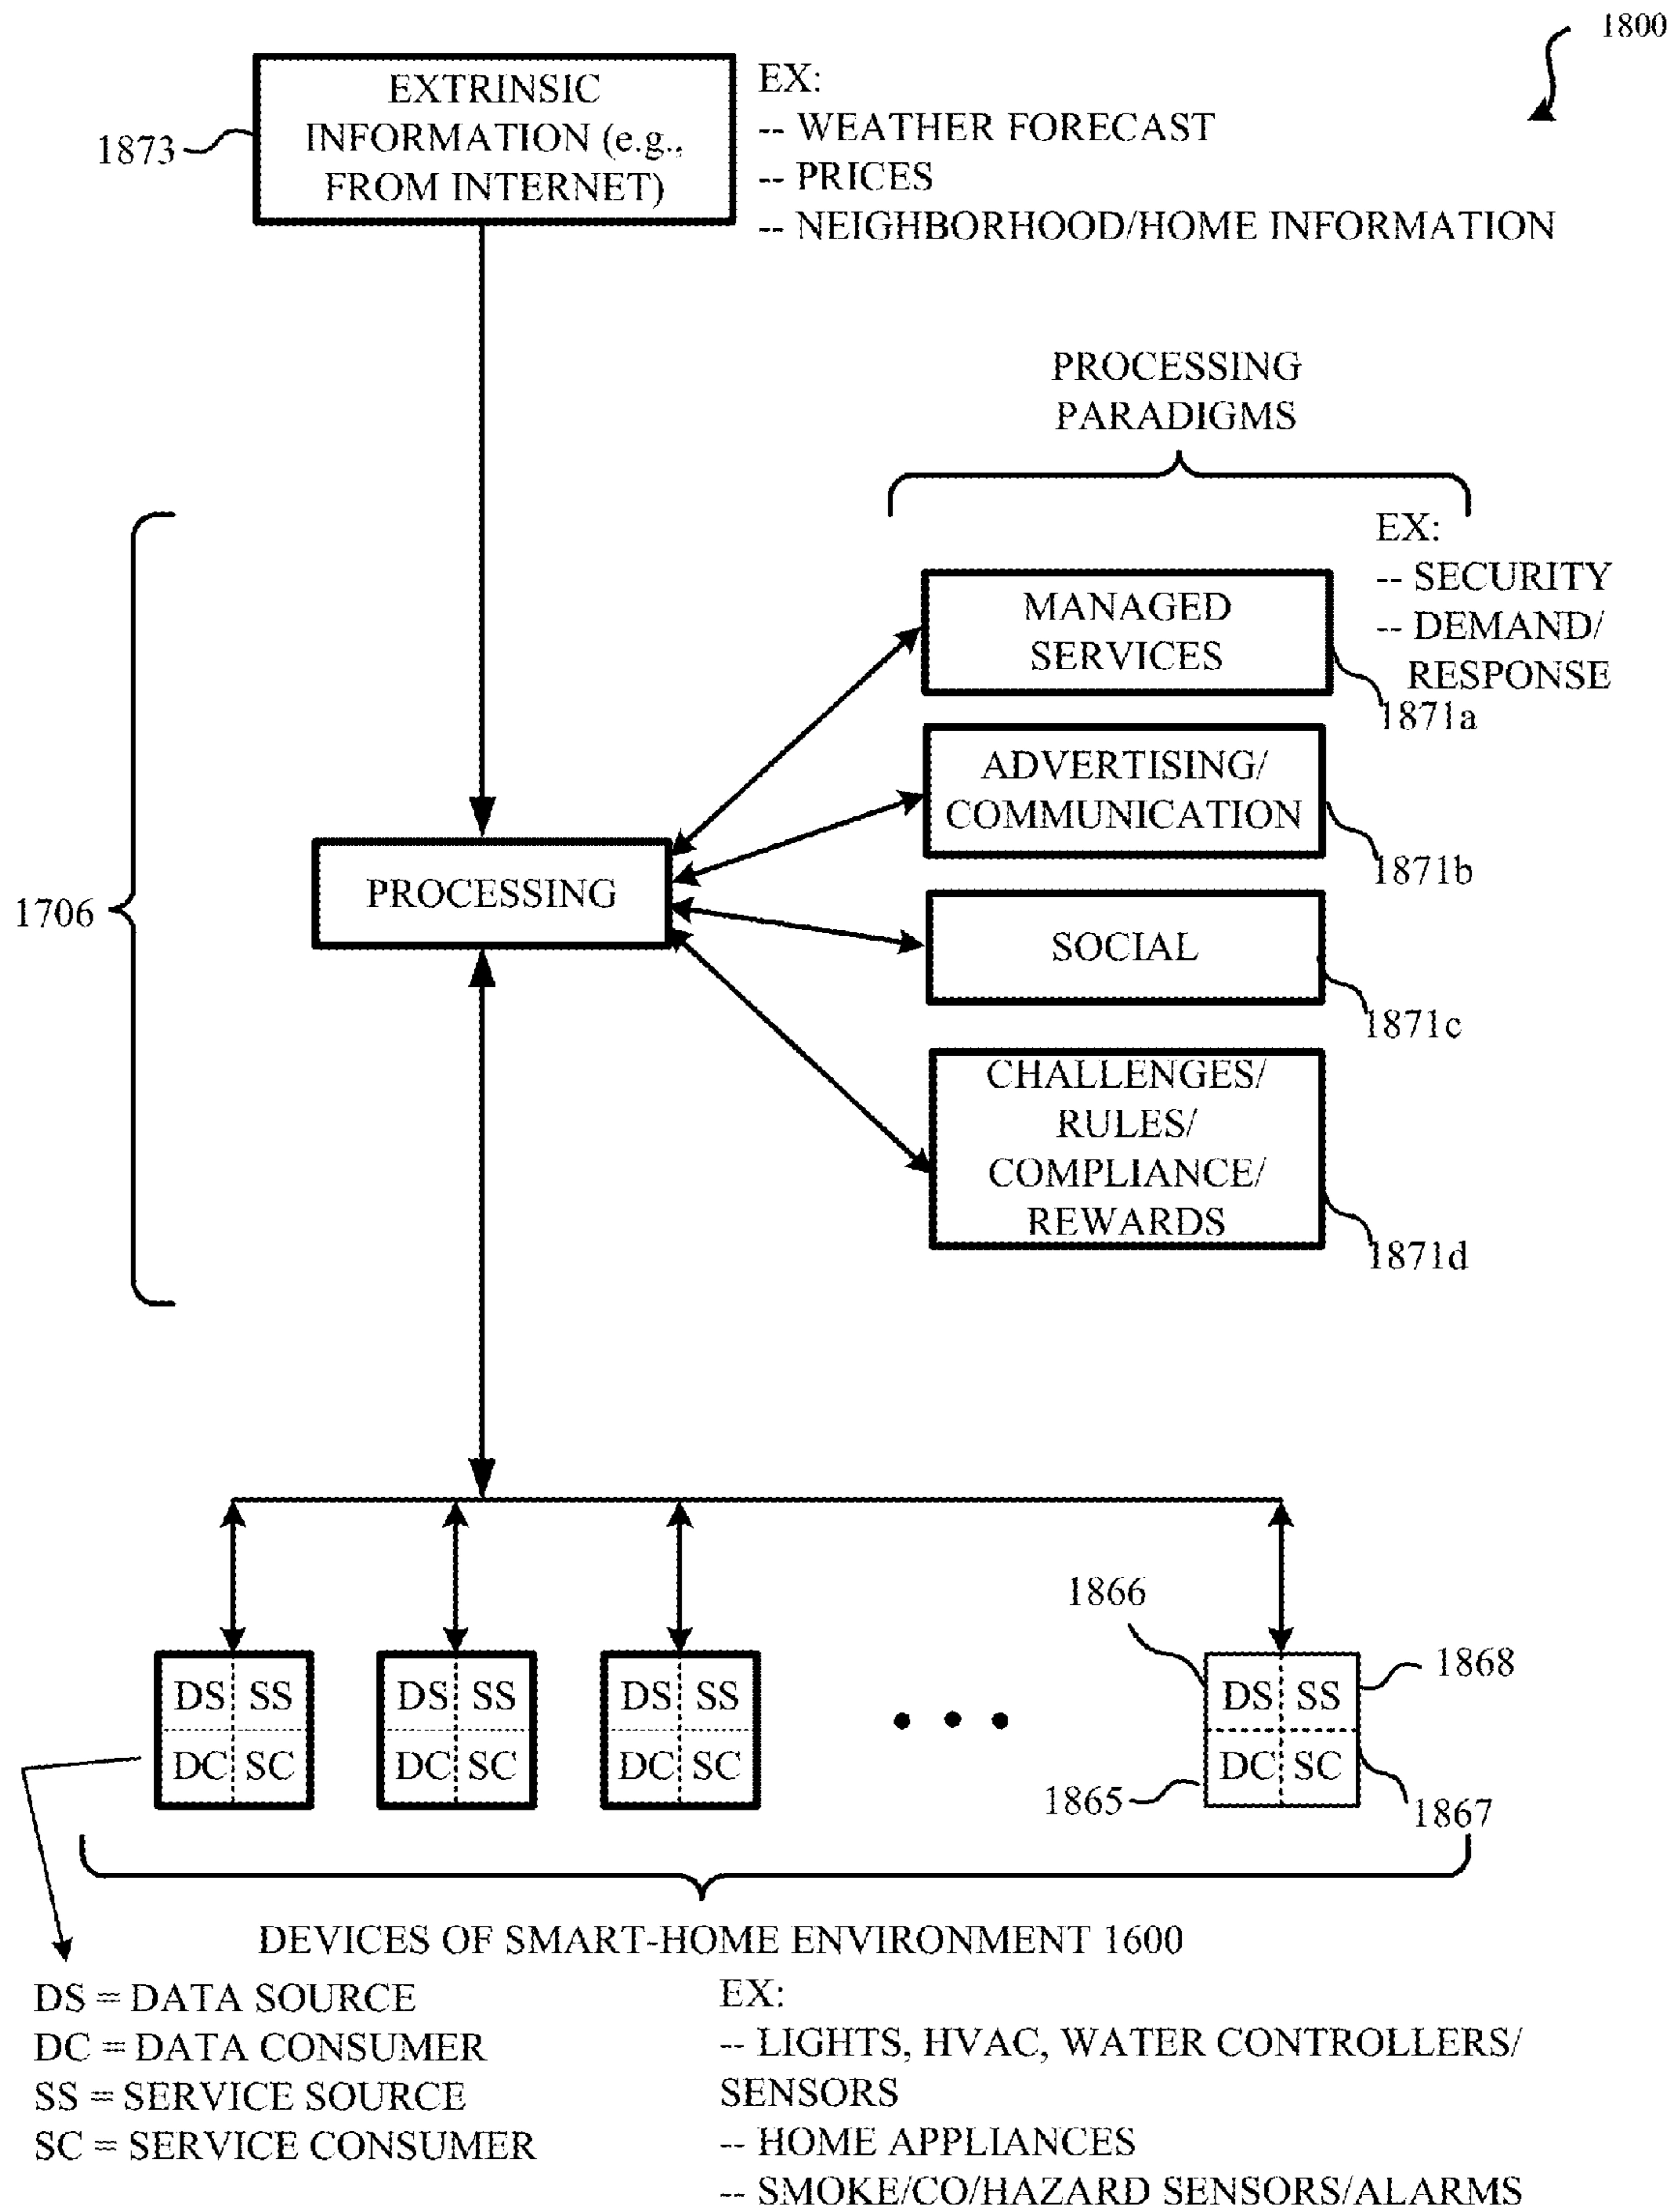 1800
EXTRINSIC
INFORMATION (e.g.,
FROM INTERNET)
1873
EX:
-- WEATHER FORECAST
-- PRICES
-- NEIGHBORHOOD/HOME INFORMATION
PROCESSING
PARADIGMS
EX:
-- SECURITY
-- DEMAND/
RESPONSE
MANAGED
SERVICES
1871a
ADVERTISING/
COMMUNICATION
1871b
1706
PROCESSING
SOCIAL
1871c
CHALLENGES/
RULES/
COMPLIANCE/
REWARDS
1871d
1866
1868
DS SS DS SS DS SS DS SS
DC SC DC SC DC SC DC SC
1865
1867
DEVICES OF SMART-HOME ENVIRONMENT 1600
DS = DATA SOURCE
DC = DATA CONSUMER
SS = SERVICE SOURCE
SC = SERVICE CONSUMER
EX:
-- LIGHTS, HVAC, WATER CONTROLLERS/
SENSORS
-- HOME APPLIANCES
-- SMOKE/CO/HAZARD SENSORS/ALARMS